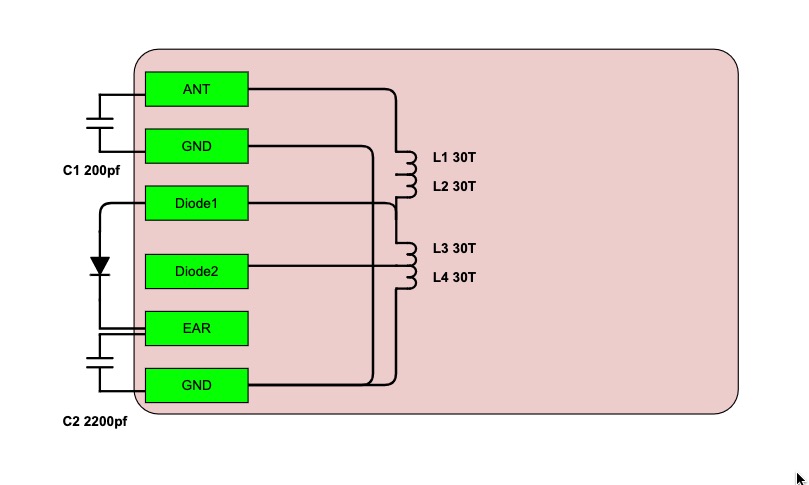 ANT
GND
C1 200pf
L1 30T
L2 30T
Diode1
L3 30T
Diode2
L4 30T
EAR
GND
C2 2200pf